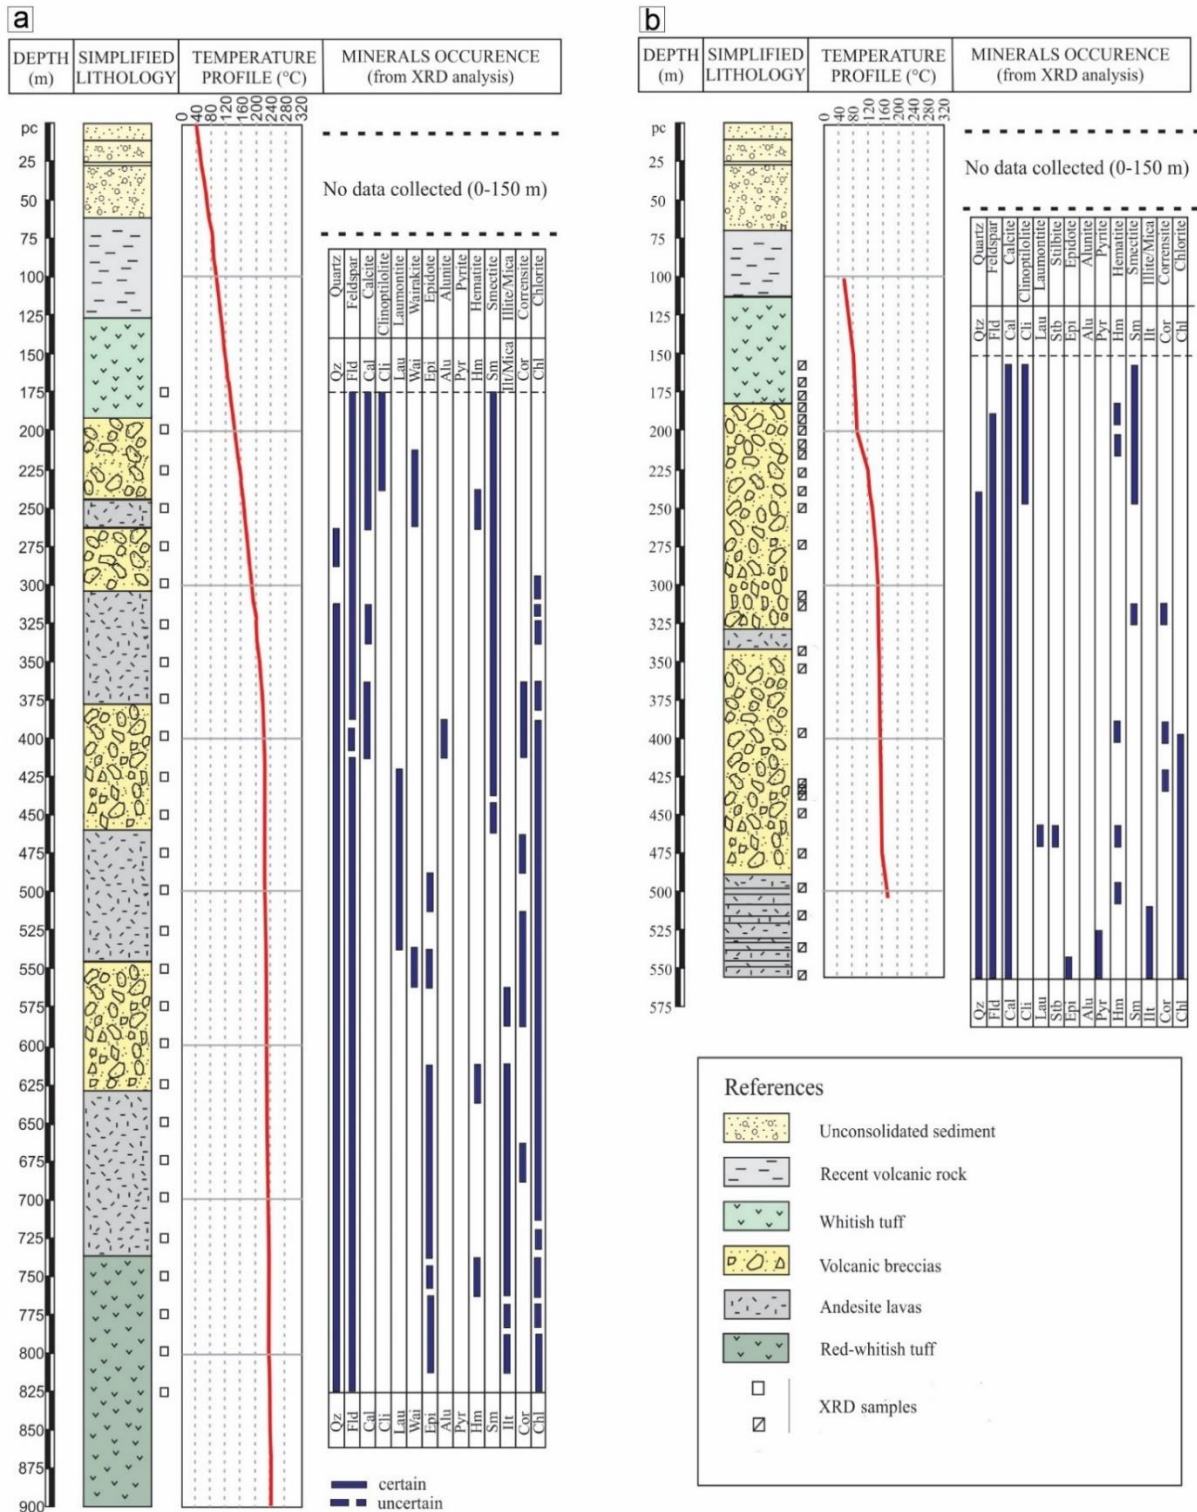 a
DEPTH (m)
SIMPLIFIED LITHOLOGY
TEMPERATURE PROFILE (°C)
MINERALS OCCURENCE (from XRD analysis)
0 40 80 120 160 200 240 280 320
pc
25
50
75
100
125
150
175
200
225
250
275
300
325
350
375
400
425
450
475
500
525
550
575
600
625
650
675
700
725
750
775
800
825
850
875
900
No data collected (0-150 m)
Quartz Feldspar Calcite Clinoptilolite Laumontite Wairakite Epidote Alunite Pyrite Hematite Smectite Illite/Mica Corrensite Chlorite
Qz Fld Cal Cli Lau Wai Epi Alu Pyr Hm Sm Ilt/Mica Cor Chl
Qz Fld Cal Cli Lau Wai Epi Alu Pyr Hm Sm Ilt Cor Chl
certain
uncertain
b
DEPTH (m)
SIMPLIFIED LITHOLOGY
TEMPERATURE PROFILE (°C)
MINERALS OCCURENCE (from XRD analysis)
0 40 80 120 160 200 240 280 320
pc
25
50
75
100
125
150
175
200
225
250
275
300
325
350
375
400
425
450
475
500
525
550
575
No data collected (0-150 m)
Quartz Feldspar Calcite Clinoptilolite Laumontite Stilbite Epidote Alunite Pyrite Hematite Smectite Illite/Mica Corrensite Chlorite
Qtz Fld Cal Cli Lau Stb Epi Alu Pyr Hm Sm Ilt Cor Chl
Qz Fld Cal Cli Lau Stb Epi Alu Pyr Hm Sm Ilt Cor Chl
References
Unconsolidated sediment
Recent volcanic rock
Whitish tuff
Volcanic breccias
Andesite lavas
Red-whitish tuff
XRD samples